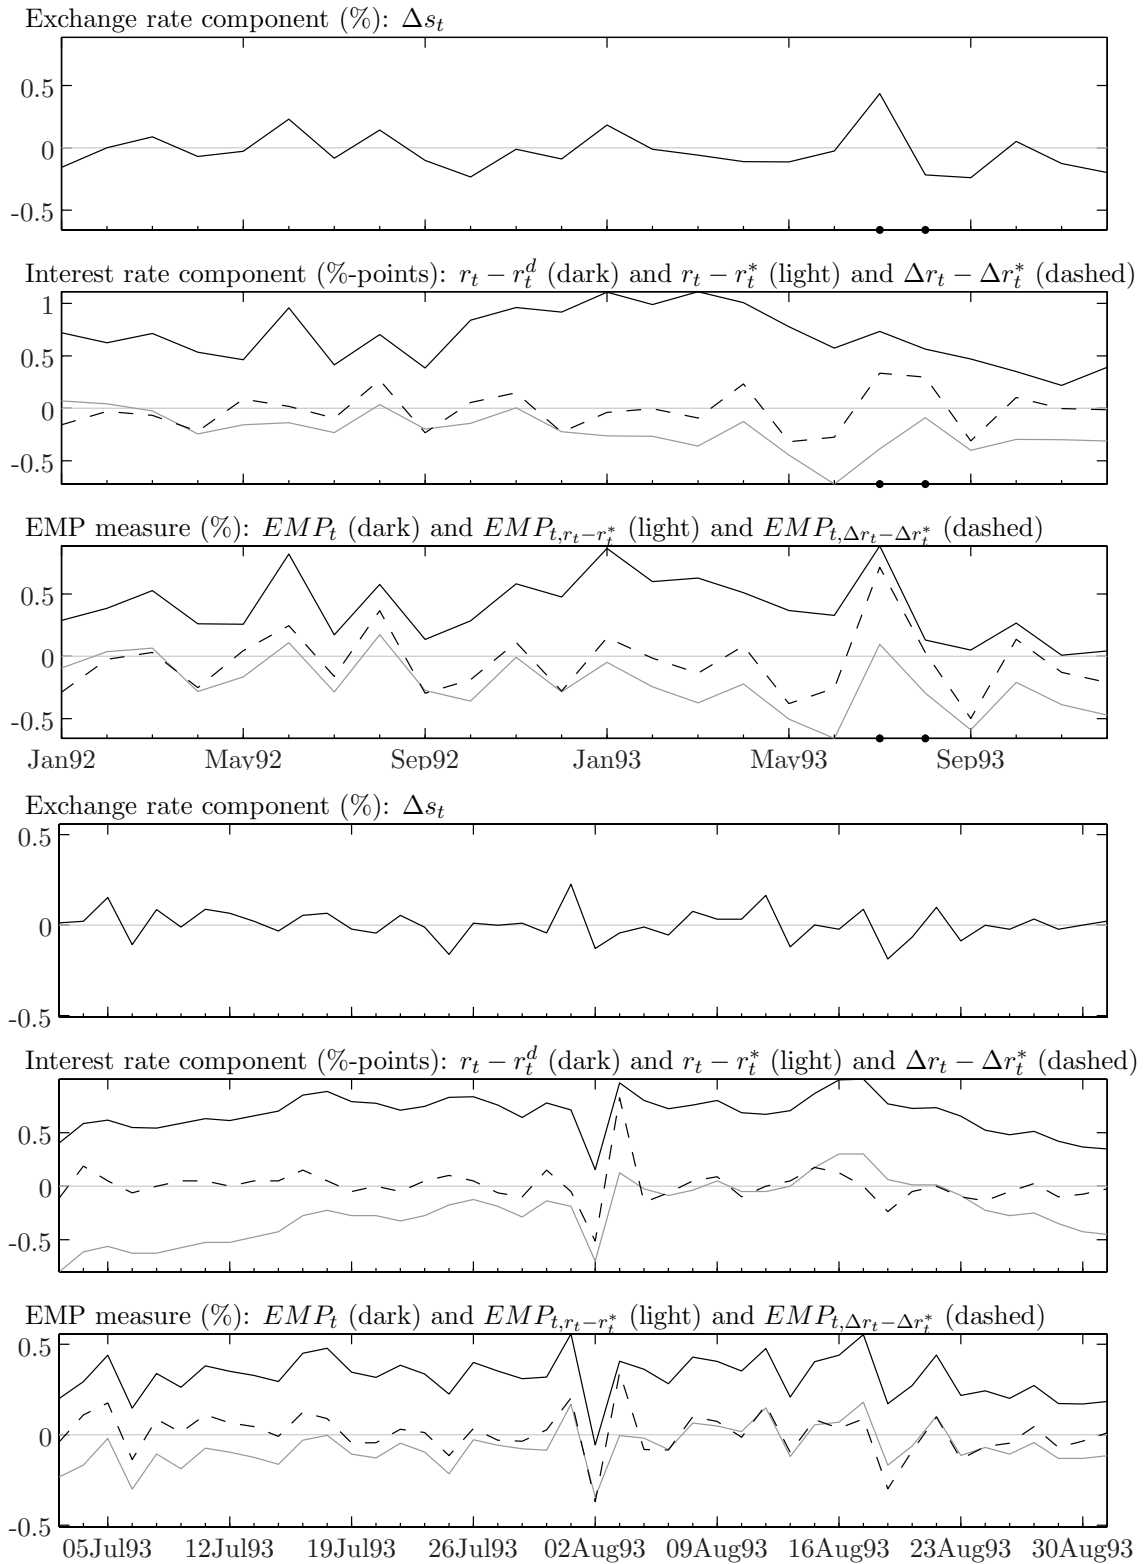 Exchange rate component (%): Δs_t
0.5
0
-0.5
Interest rate component (%-points): r_t − r_t^d (dark) and r_t − r_t^* (light) and Δr_t − Δr_t^* (dashed)
1
0.5
0
-0.5
EMP measure (%): EMP_t (dark) and EMP_{t,r_t−r_t^*} (light) and EMP_{t,Δr_t−Δr_t^*} (dashed)
0.5
0
-0.5
Jan92 May92 Sep92 Jan93 May93 Sep93
Exchange rate component (%): Δs_t
0.5
0
-0.5
Interest rate component (%-points): r_t − r_t^d (dark) and r_t − r_t^* (light) and Δr_t − Δr_t^* (dashed)
0.5
0
-0.5
EMP measure (%): EMP_t (dark) and EMP_{t,r_t−r_t^*} (light) and EMP_{t,Δr_t−Δr_t^*} (dashed)
0.5
0
-0.5
05Jul93 12Jul93 19Jul93 26Jul93 02Aug93 09Aug93 16Aug93 23Aug93 30Aug93